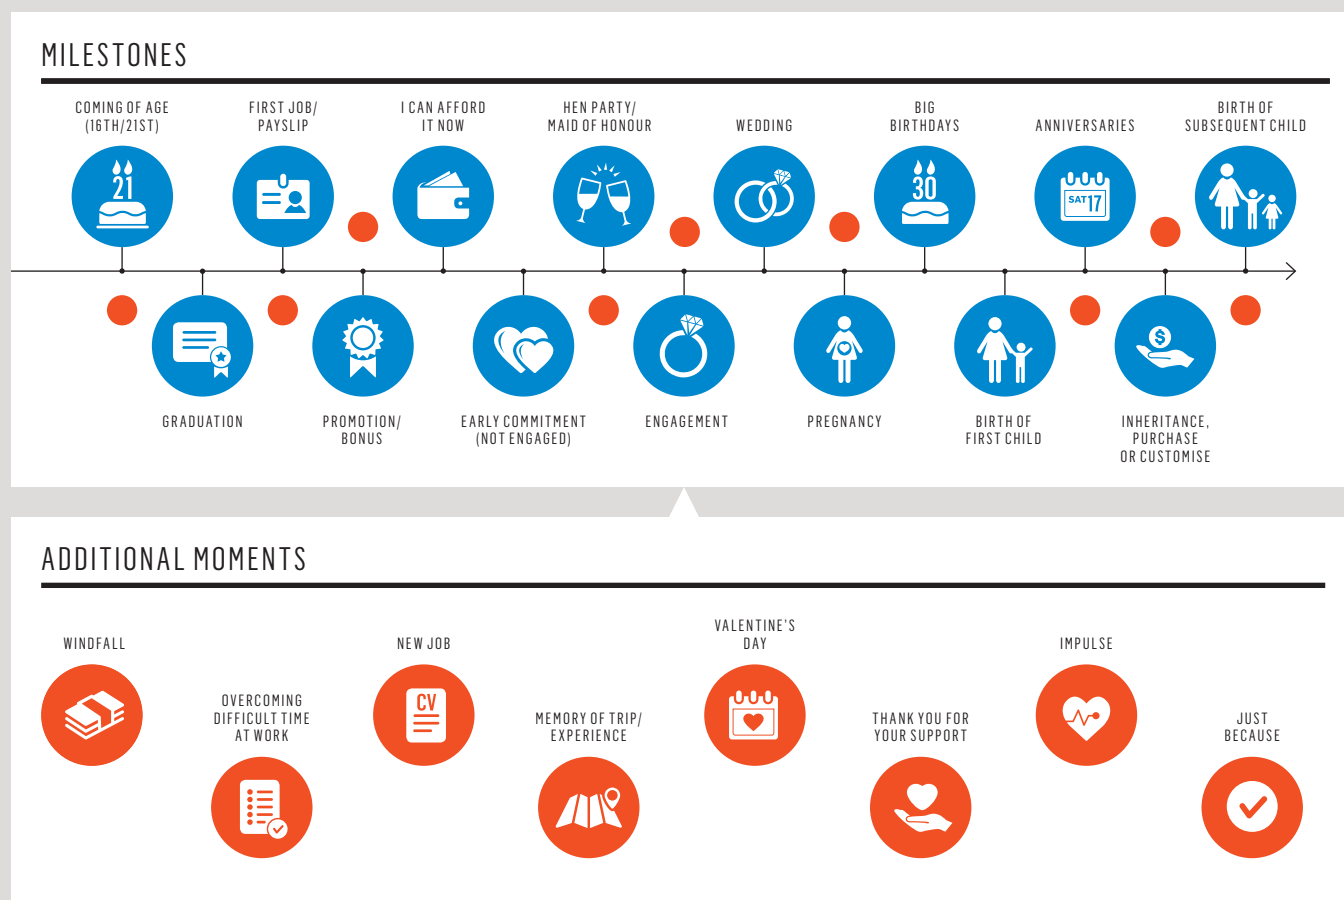 MILESTONES
COMING OF AGE
(16TH/21ST)
FIRST JOB/
PAYSLIP
I CAN AFFORD
IT NOW
HEN PARTY/
MAID OF HONOUR
WEDDING
BIG
BIRTHDAYS
ANNIVERSARIES
BIRTH OF
SUBSEQUENT CHILD
21
30
SAT 17
$
GRADUATION
PROMOTION/
BONUS
EARLY COMMITMENT
(NOT ENGAGED)
ENGAGEMENT
PREGNANCY
BIRTH OF
FIRST CHILD
INHERITANCE,
PURCHASE
OR CUSTOMISE
ADDITIONAL MOMENTS
WINDFALL
OVERCOMING
DIFFICULT TIME
AT WORK
NEW JOB
CV
MEMORY OF TRIP/
EXPERIENCE
VALENTINE'S
DAY
THANK YOU FOR
YOUR SUPPORT
IMPULSE
JUST
BECAUSE